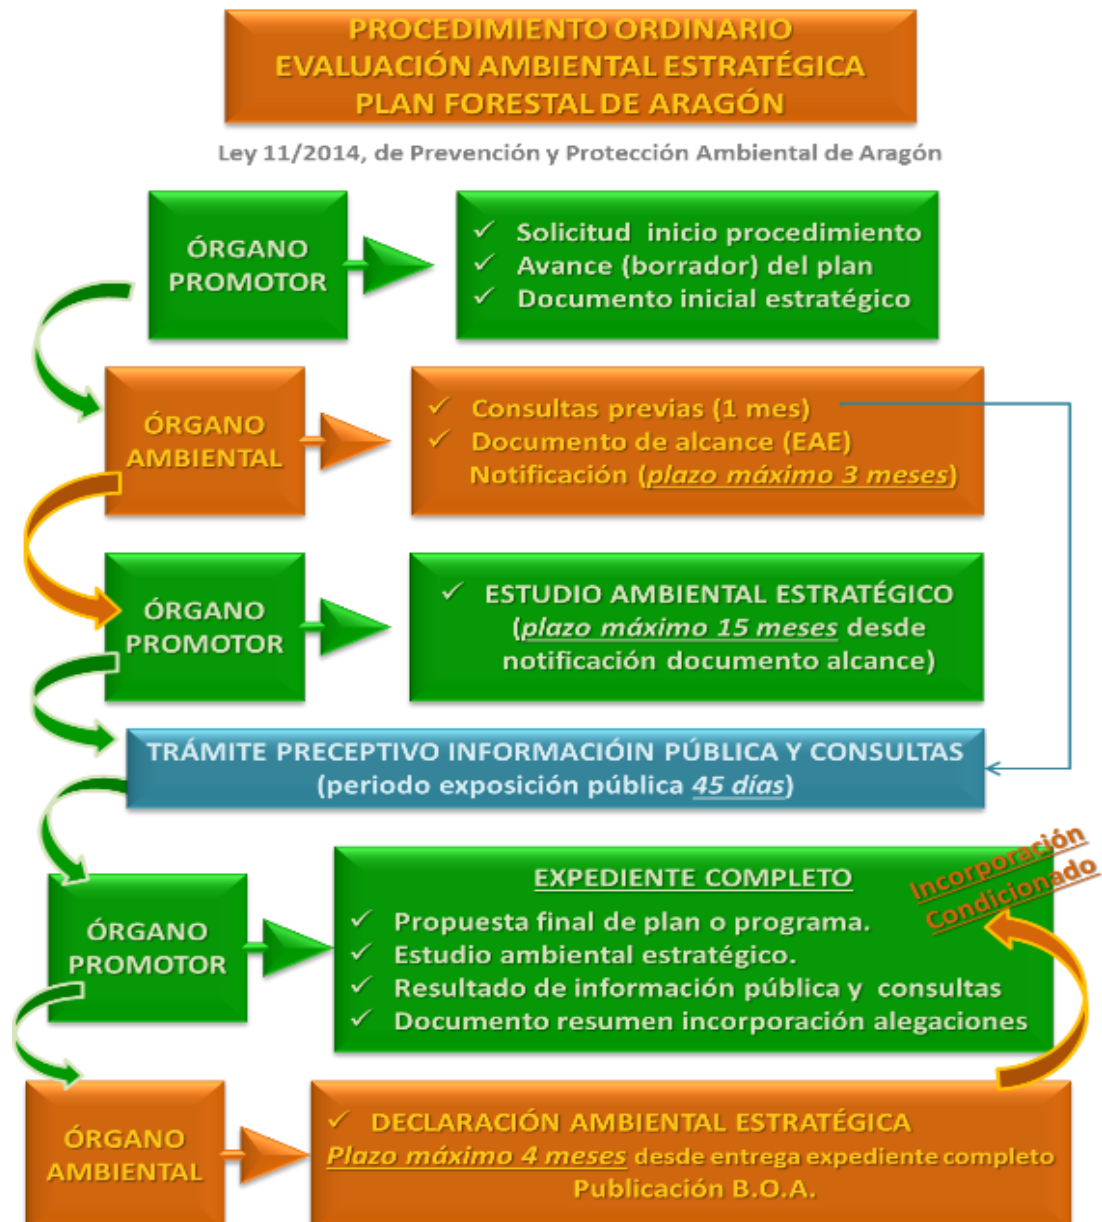 PROCEDIMIENTO ORDINARIO
EVALUACIÓN AMBIENTAL ESTRATÉGICA
PLAN FORESTAL DE ARAGÓN
Ley 11/2014, de Prevención y Protección Ambiental de Aragón
ÓRGANO
PROMOTOR
✓ Solicitud inicio procedimiento
✓ Avance (borrador) del plan
✓ Documento inicial estratégico
ÓRGANO
AMBIENTAL
✓ Consultas previas (1 mes)
✓ Documento de alcance (EAE)
Notificación (plazo máximo 3 meses)
ÓRGANO
PROMOTOR
✓ ESTUDIO AMBIENTAL ESTRATÉGICO
(plazo máximo 15 meses desde
notificación documento alcance)
TRÁMITE PRECEPTIVO INFORMACIÓIN PÚBLICA Y CONSULTAS
(periodo exposición pública 45 días)
ÓRGANO
PROMOTOR
EXPEDIENTE COMPLETO
✓ Propuesta final de plan o programa.
✓ Estudio ambiental estratégico.
✓ Resultado de información pública y consultas
✓ Documento resumen incorporación alegaciones
Incorporación
Condicionado
ÓRGANO
AMBIENTAL
✓ DECLARACIÓN AMBIENTAL ESTRATÉGICA
Plazo máximo 4 meses desde entrega expediente completo
Publicación B.O.A.